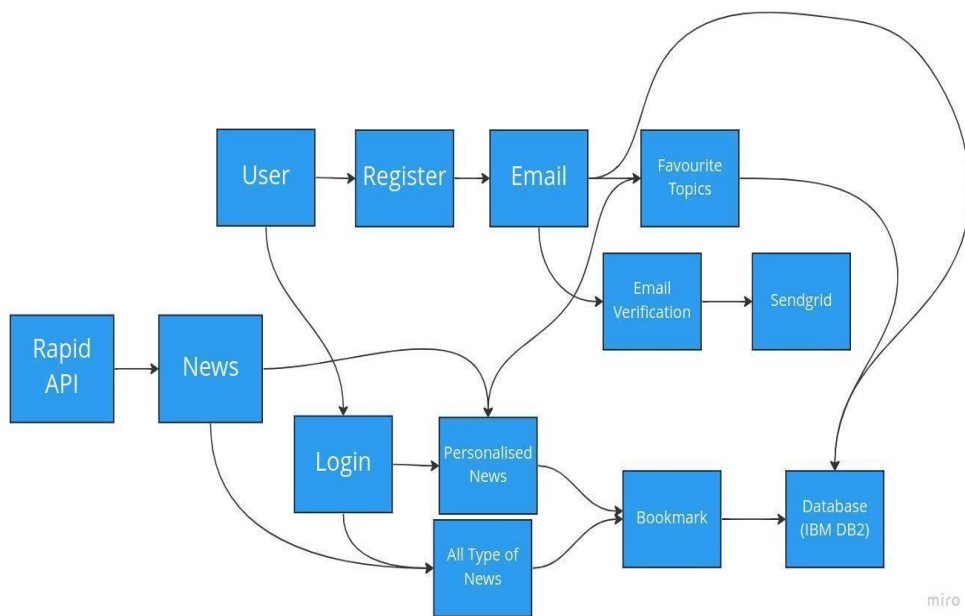 User
Register
Email
Favourite
Topics
Email
Verification
Sendgrid
Rapid
API
News
Login
Personalised
News
Bookmark
Database
(IBM DB2)
All Type of
News
miro